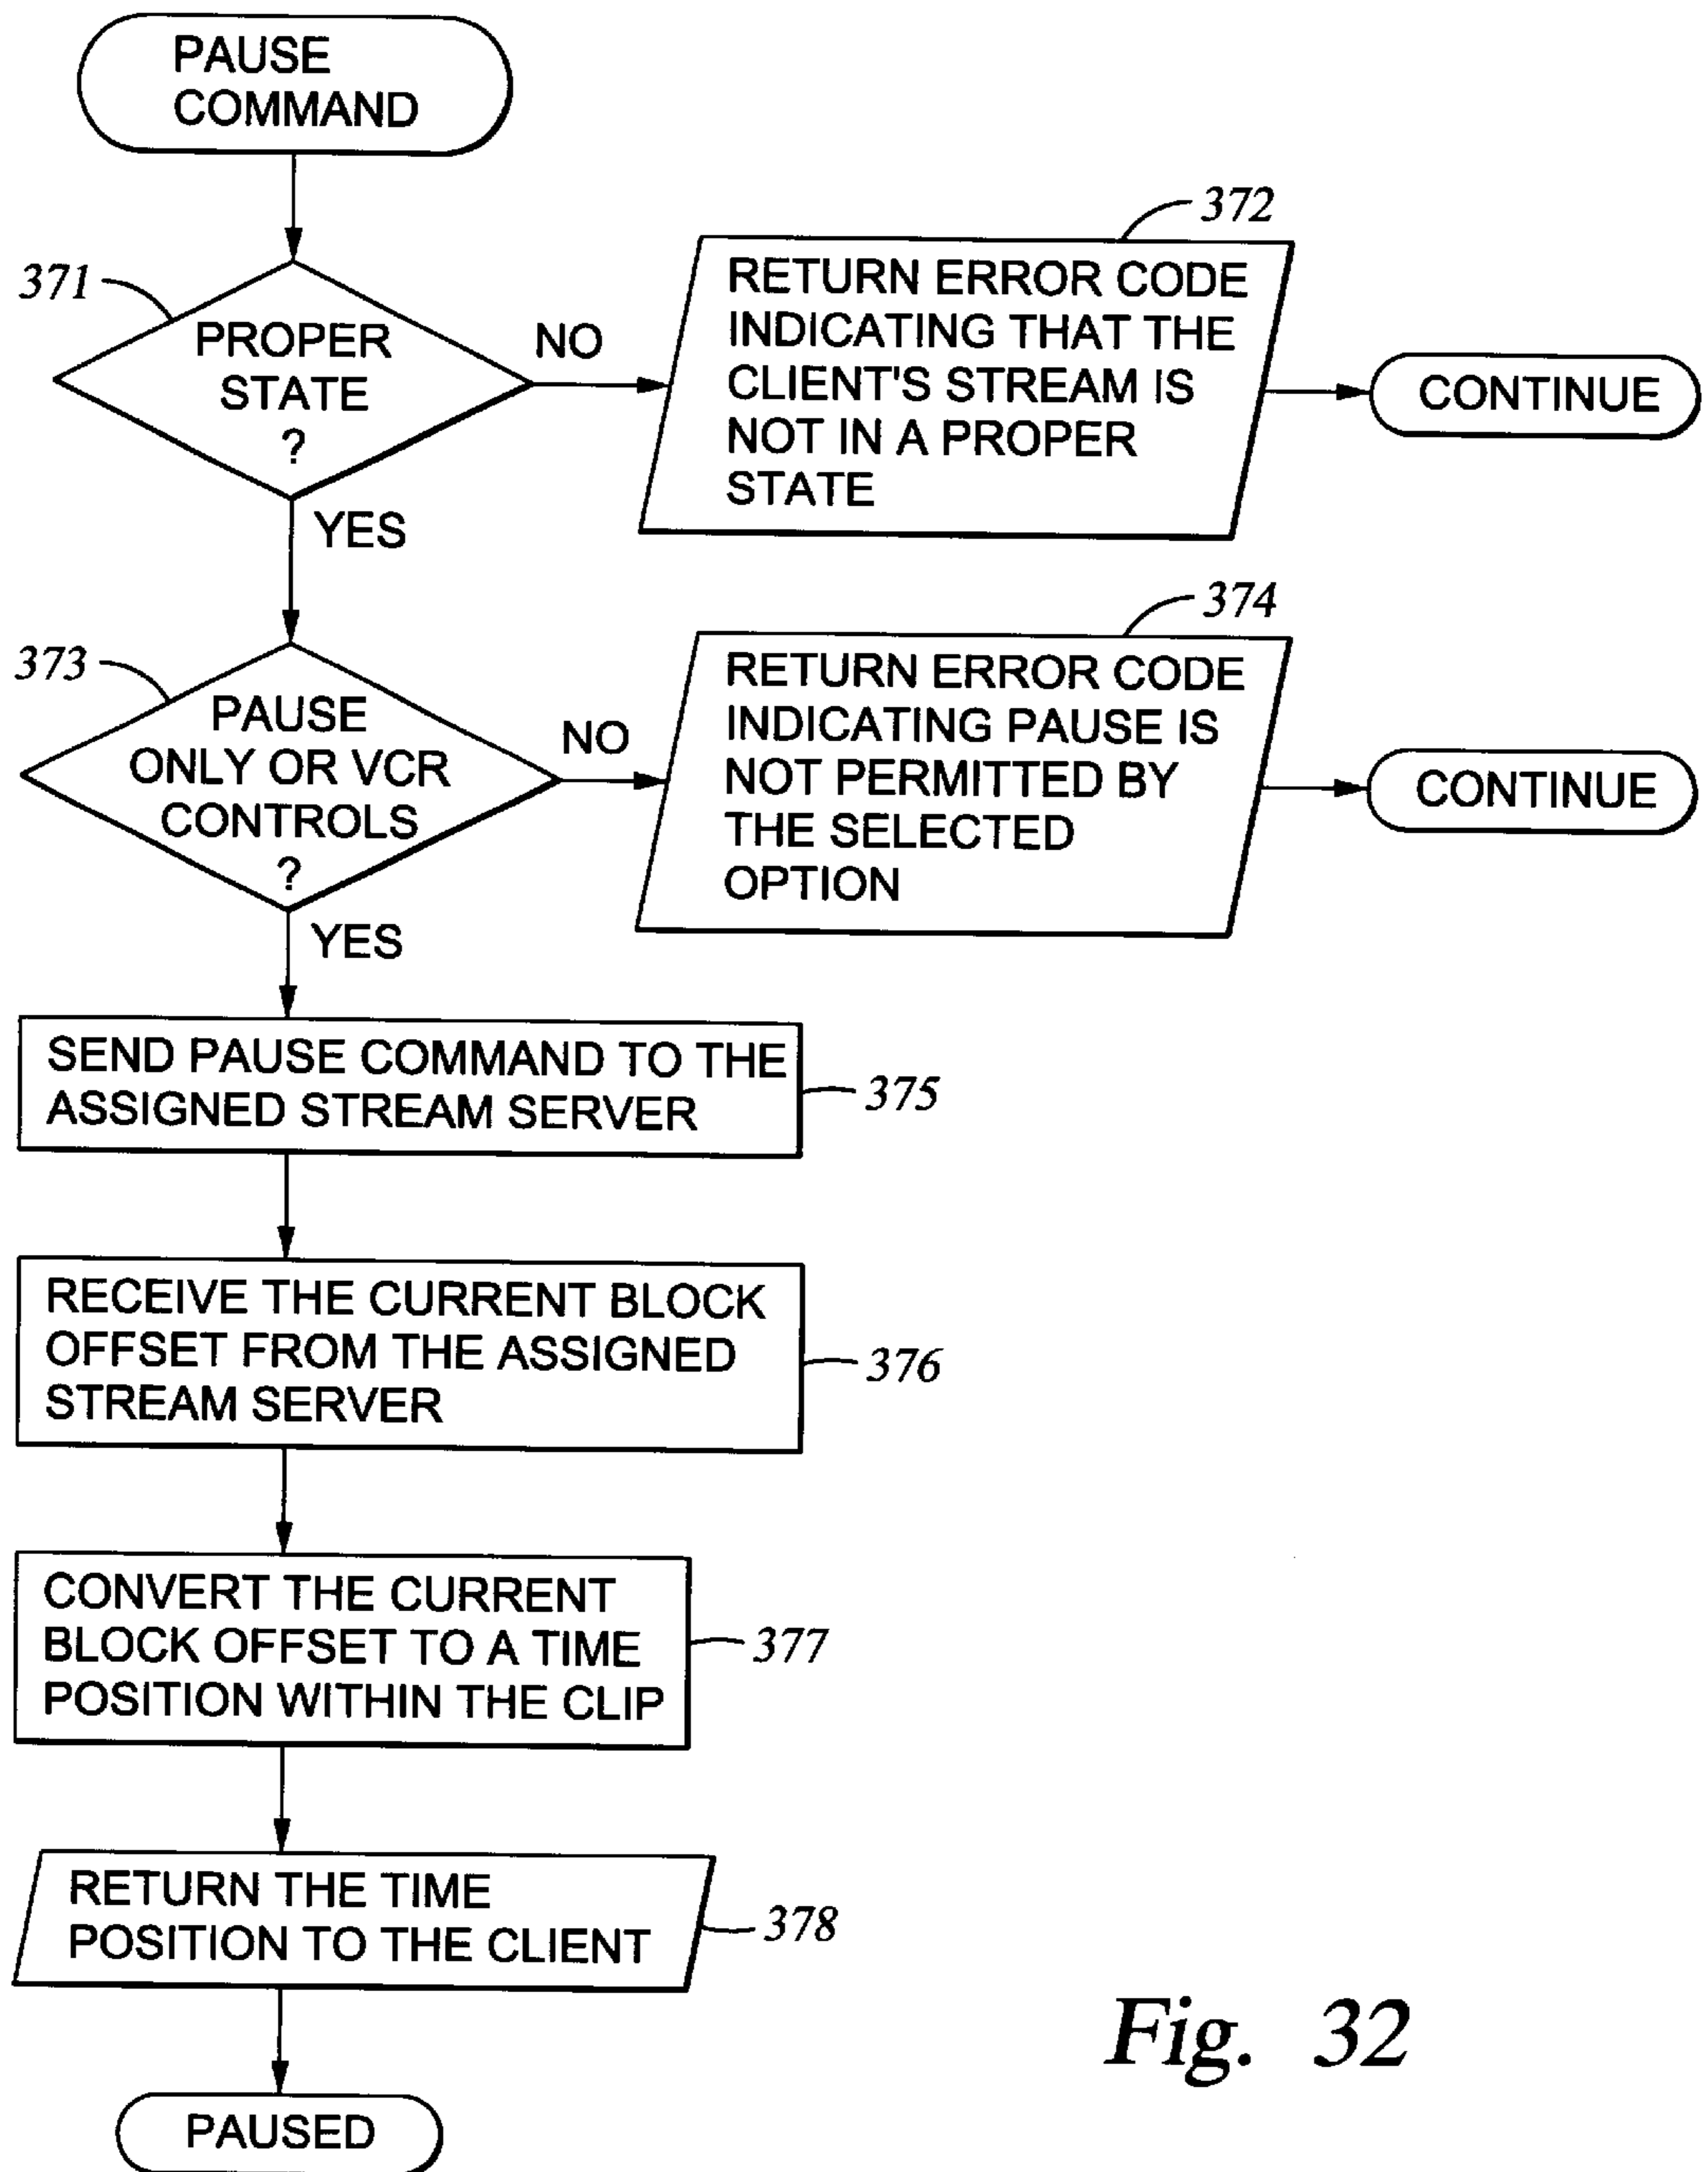 PAUSE
COMMAND
371
PROPER
STATE
?
NO
372
RETURN ERROR CODE
INDICATING THAT THE
CLIENT'S STREAM IS
NOT IN A PROPER
STATE
CONTINUE
YES
373
PAUSE
ONLY OR VCR
CONTROLS
?
NO
374
RETURN ERROR CODE
INDICATING PAUSE IS
NOT PERMITTED BY
THE SELECTED
OPTION
CONTINUE
YES
SEND PAUSE COMMAND TO THE
ASSIGNED STREAM SERVER
375
RECEIVE THE CURRENT BLOCK
OFFSET FROM THE ASSIGNED
STREAM SERVER
376
CONVERT THE CURRENT
BLOCK OFFSET TO A TIME
POSITION WITHIN THE CLIP
377
RETURN THE TIME
POSITION TO THE CLIENT
378
PAUSED
Fig. 32